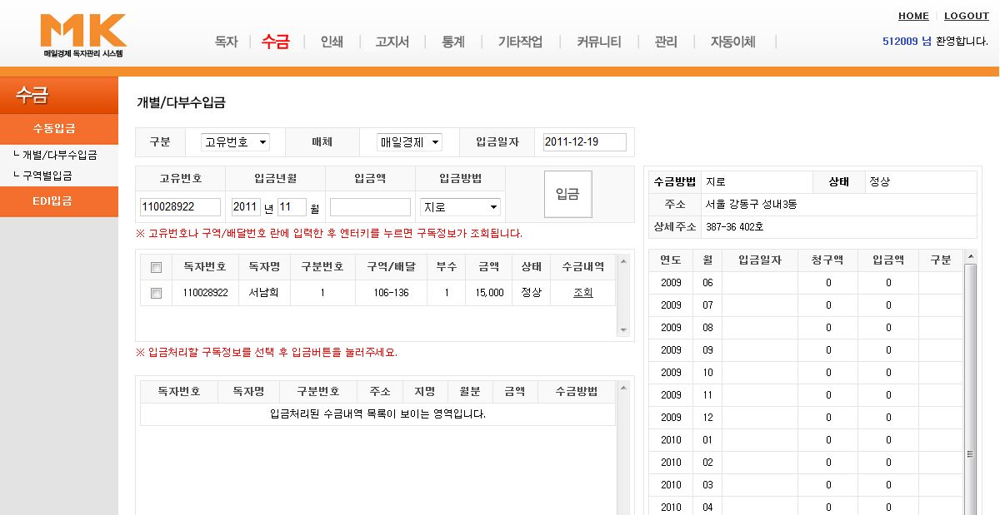 HOME LOGOUT
MK
매일경제 독자관리 시스템
독자 수금 인쇄 고지서 통계 기타작업 커뮤니티 관리 자동이체
512009 님 환영합니다.
수금
수동입금
└ 개별/다부수입금
└ 구역별입금
EDI입금
개별/다부수입금
구분 고유번호 매체 매일경제 입금일자 2011-12-19
고유번호 입금년월 입금액 입금방법
110028922 2011 년 11 월 지로
입금
※ 고유번호나 구역/배달번호 란에 입력한 후 엔터키를 누르면 구독정보가 조회됩니다.
독자번호 독자명 구분번호 구역/배달 부수 금액 상태 수금내역
110028922 서남희 1 106-136 1 15,000 정상 조회
※ 입금처리할 구독정보를 선택 후 입금버튼을 눌러주세요.
독자번호 독자명 구분번호 주소 지명 월분 금액 수금방법
입금처리된 수금내역 목록이 보이는 영역입니다.
수금방법 지로 상태 정상
주소 서울 강동구 성내3동
상세주소 387-36 402호
연도 월 입금일자 청구액 입금액 구분
2009 06 0 0
2009 07 0 0
2009 08 0 0
2009 09 0 0
2009 10 0 0
2009 11 0 0
2009 12 0 0
2010 01 0 0
2010 02 0 0
2010 03 0 0
2010 04 0 0